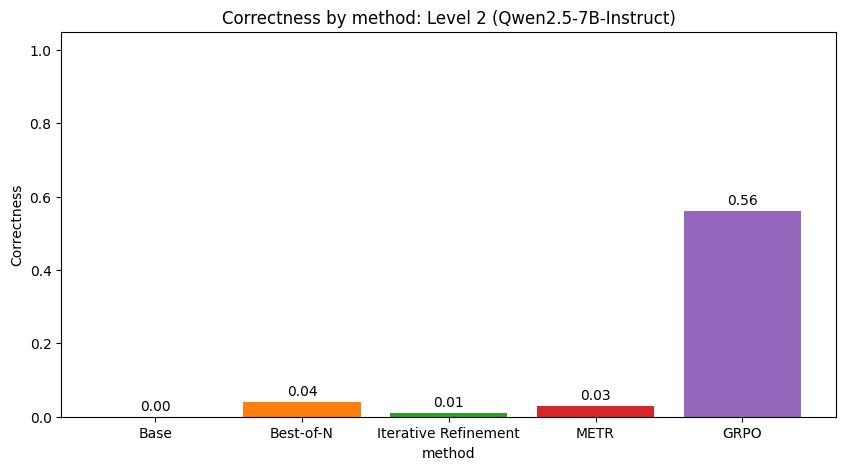 Correctness by method: Level 2 (Qwen2.5-7B-Instruct)
1.0
0.8
0.6
0.4
0.2
0.0
Correctness
0.00
0.04
0.01
0.03
0.56
Base
Best-of-N
Iterative Refinement
METR
GRPO
method